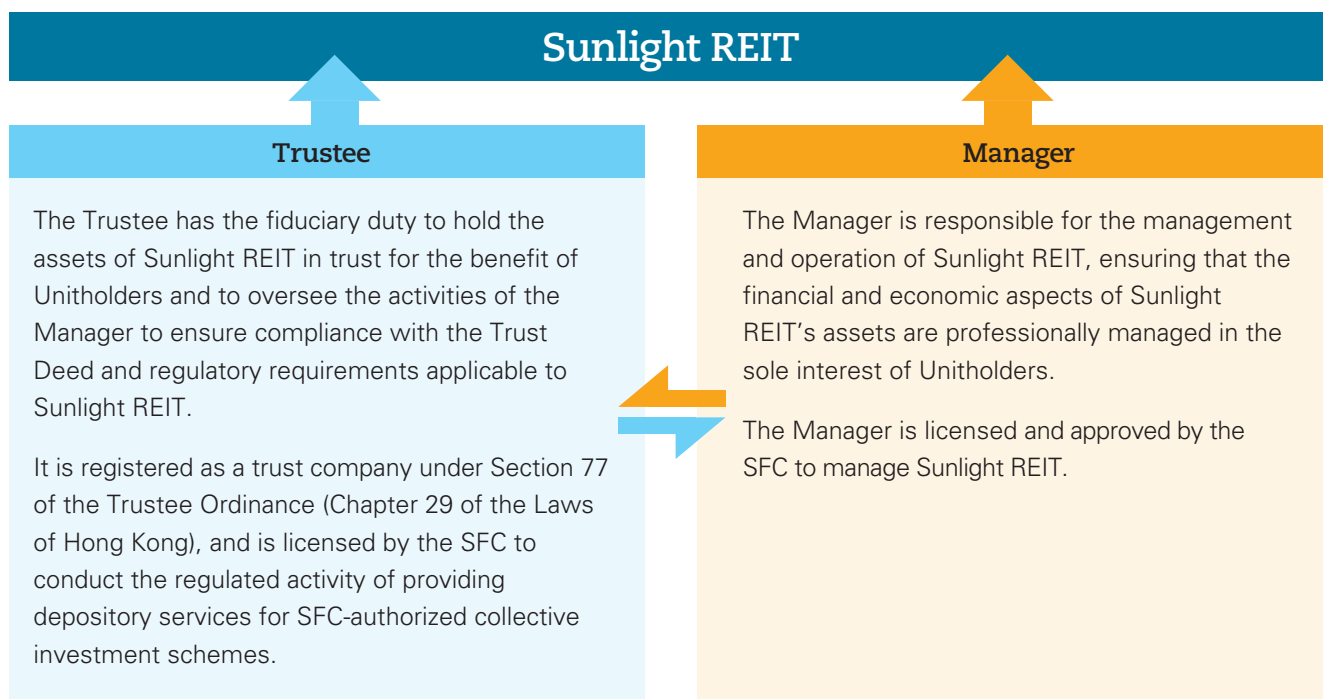 Sunlight REIT
Trustee
The Trustee has the fiduciary duty to hold the
assets of Sunlight REIT in trust for the benefit of
Unitholders and to oversee the activities of the
Manager to ensure compliance with the Trust
Deed and regulatory requirements applicable to
Sunlight REIT.
It is registered as a trust company under Section 77
of the Trustee Ordinance (Chapter 29 of the Laws
of Hong Kong), and is licensed by the SFC to
conduct the regulated activity of providing
depository services for SFC-authorized collective
investment schemes.
Manager
The Manager is responsible for the management
and operation of Sunlight REIT, ensuring that the
financial and economic aspects of Sunlight
REIT’s assets are professionally managed in the
sole interest of Unitholders.
The Manager is licensed and approved by the
SFC to manage Sunlight REIT.